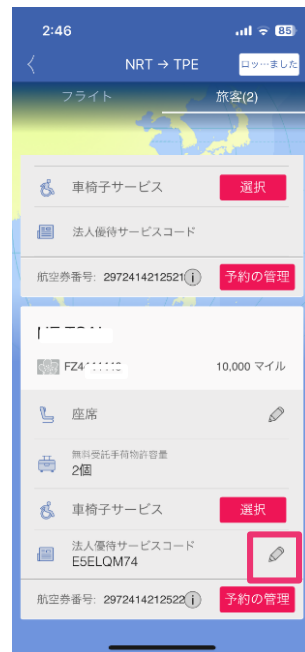 2:46
85
NRT → TPE
ロッ…ました
フライト
旅客(2)
車椅子サービス
選択
法人優待サービスコード
航空券番号: 2972414212521
予約の管理
10,000 マイル
座席
無料受託手荷物許容量
2個
車椅子サービス
選択
法人優待サービスコード
E5ELQM74
航空券番号: 2972414212522
予約の管理